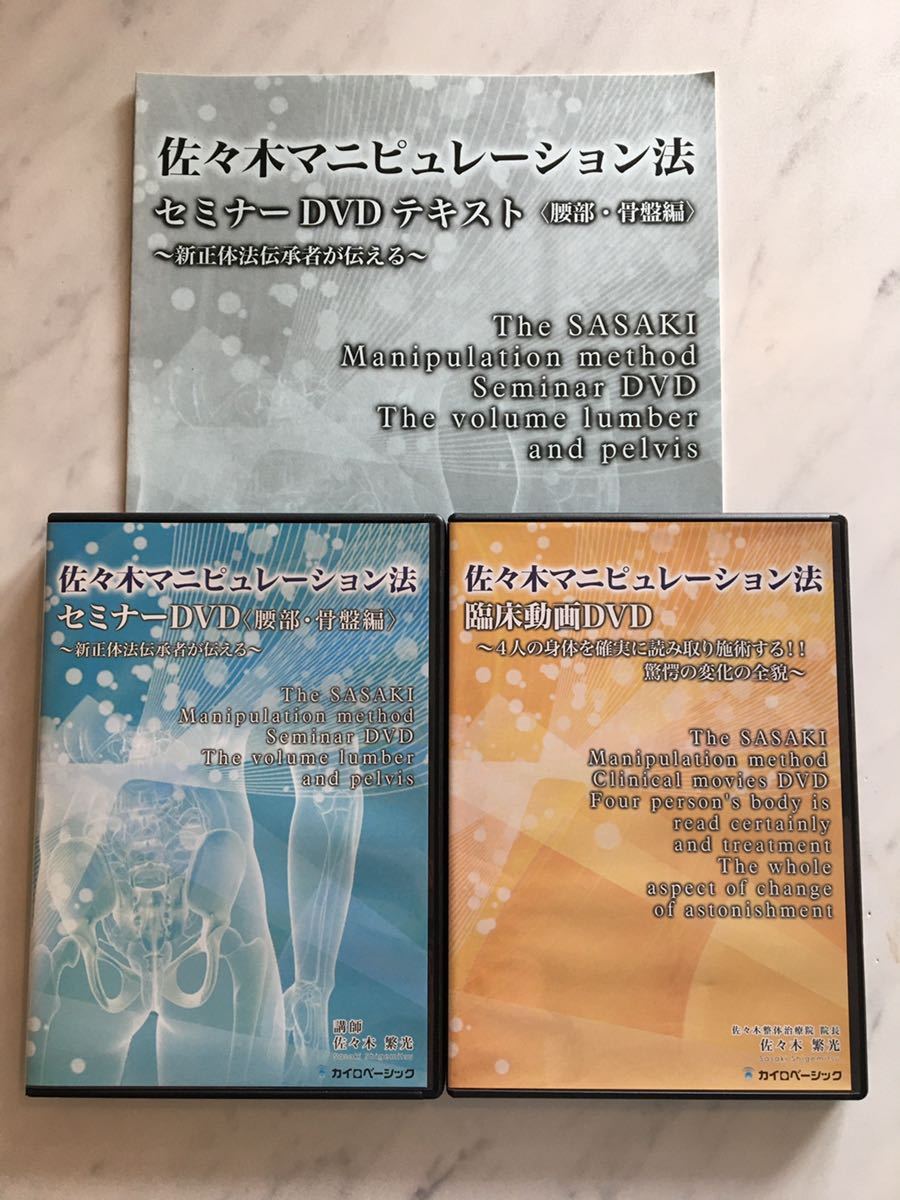 佐々木マニピュレーション法
セミナーDVDテキスト〈腰部・骨盤編〉
～新正体法伝承者が伝える～
The SASAKI
Manipulation method
Seminar DVD
The volume lumber
and pelvis
佐々木マニピュレーション法
セミナーDVD〈腰部・骨盤編〉
～新正体法伝承者が伝える～
The SASAKI
Manipulation method
Seminar DVD
The volume lumber
and pelvis
講師
佐々木 繁光
Sasaki Shigemitsu
カイロベーシック
佐々木マニピュレーション法
臨床動画DVD
～4人の身体を確実に読み取り施術する!!
驚愕の変化の全貌～
The SASAKI
Manipulation method
Clinical movies DVD
Four person's body is
read certainly
and treatment
The whole
aspect of change
of astonishment
佐々木整体治療院 院長
佐々木 繁光
Sasaki Shigemitsu
カイロベーシック